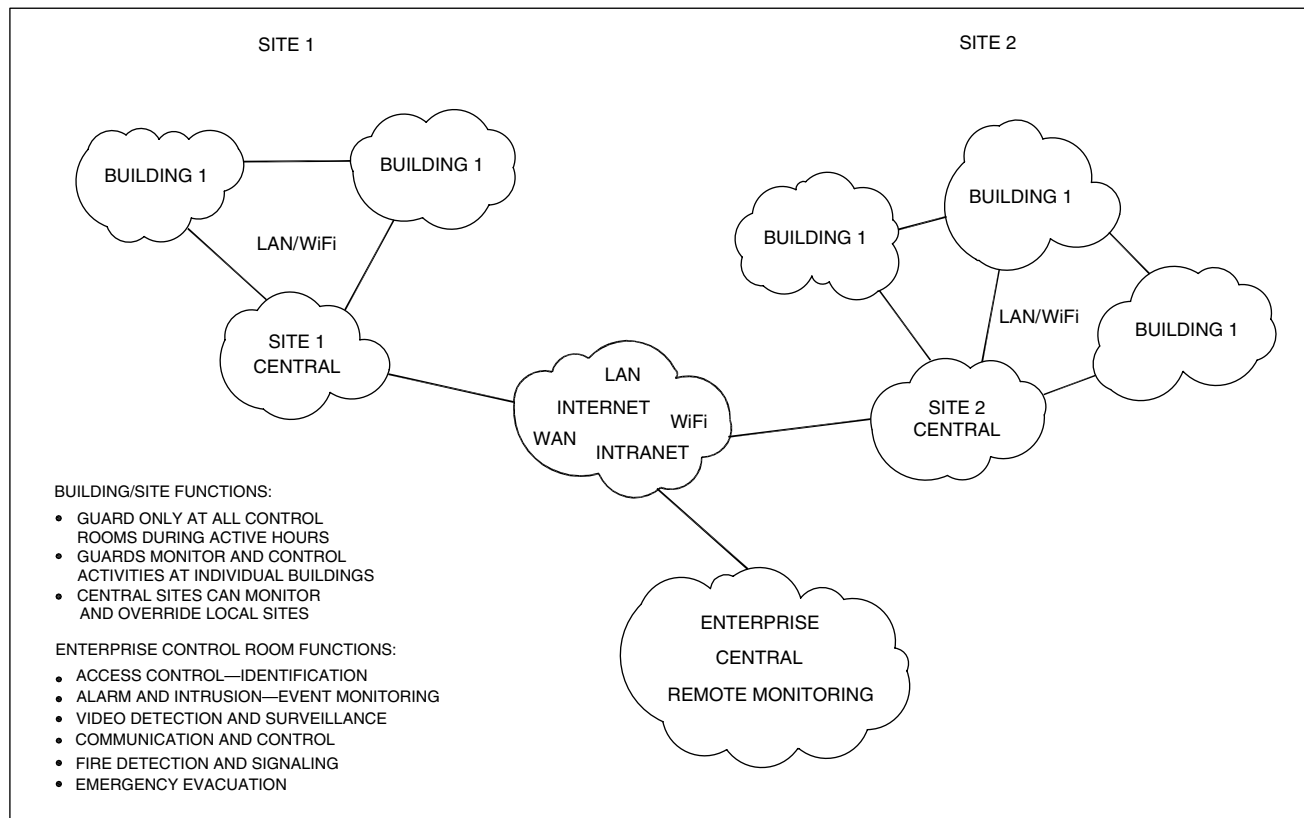 SITE 1
SITE 2
BUILDING 1
BUILDING 1
LAN/WiFi
SITE 1
CENTRAL
BUILDING 1
BUILDING 1
BUILDING 1
LAN/WiFi
SITE 2
CENTRAL
LAN
INTERNET
WiFi
WAN
INTRANET
ENTERPRISE
CENTRAL
REMOTE MONITORING
BUILDING/SITE FUNCTIONS:
• GUARD ONLY AT ALL CONTROL
ROOMS DURING ACTIVE HOURS
• GUARDS MONITOR AND CONTROL
ACTIVITIES AT INDIVIDUAL BUILDINGS
• CENTRAL SITES CAN MONITOR
AND OVERRIDE LOCAL SITES
ENTERPRISE CONTROL ROOM FUNCTIONS:
• ACCESS CONTROL—IDENTIFICATION
• ALARM AND INTRUSION—EVENT MONITORING
• VIDEO DETECTION AND SURVEILLANCE
• COMMUNICATION AND CONTROL
• FIRE DETECTION AND SIGNALING
• EMERGENCY EVACUATION